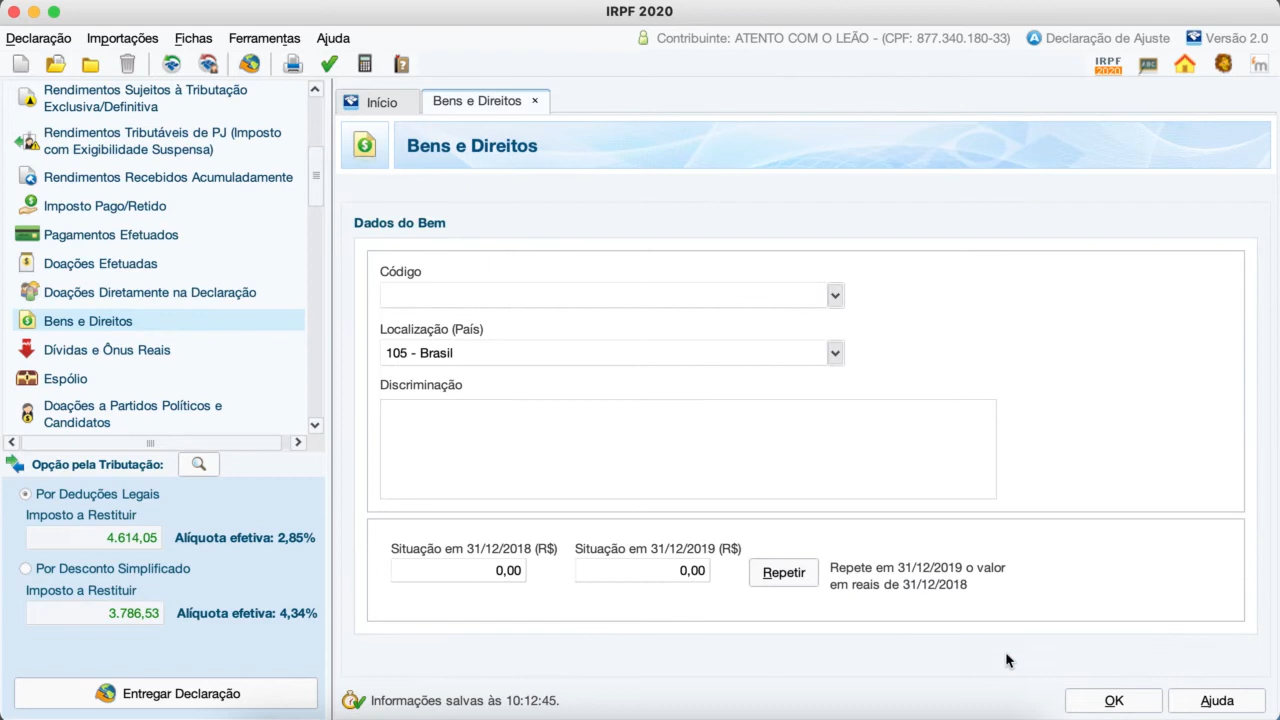 IRPF 2020
Declaração Importações Fichas Ferramentas Ajuda
Contribuinte: ATENTO COM O LEÃO - (CPF: 877.340.180-33) Declaração de Ajuste Versão 2.0
IRPF
2020
ABC
Rendimentos Sujeitos à Tributação
Exclusiva/Definitiva
Rendimentos Tributáveis de PJ (Imposto
com Exigibilidade Suspensa)
Rendimentos Recebidos Acumuladamente
Imposto Pago/Retido
Pagamentos Efetuados
Doações Efetuadas
Doações Diretamente na Declaração
Bens e Direitos
Dívidas e Ônus Reais
Espólio
Doações a Partidos Políticos e
Candidatos
Opção pela Tributação:
Por Deduções Legais
Imposto a Restituir
4.614,05 Alíquota efetiva: 2,85%
Por Desconto Simplificado
Imposto a Restituir
3.786,53 Alíquota efetiva: 4,34%
Entregar Declaração
Início Bens e Direitos ×
Bens e Direitos
Dados do Bem
Código
Localização (País)
105 - Brasil
Discriminação
Situação em 31/12/2018 (R$) Situação em 31/12/2019 (R$)
0,00 0,00
Repetir
Repete em 31/12/2019 o valor
em reais de 31/12/2018
Informações salvas às 10:12:45.
OK Ajuda